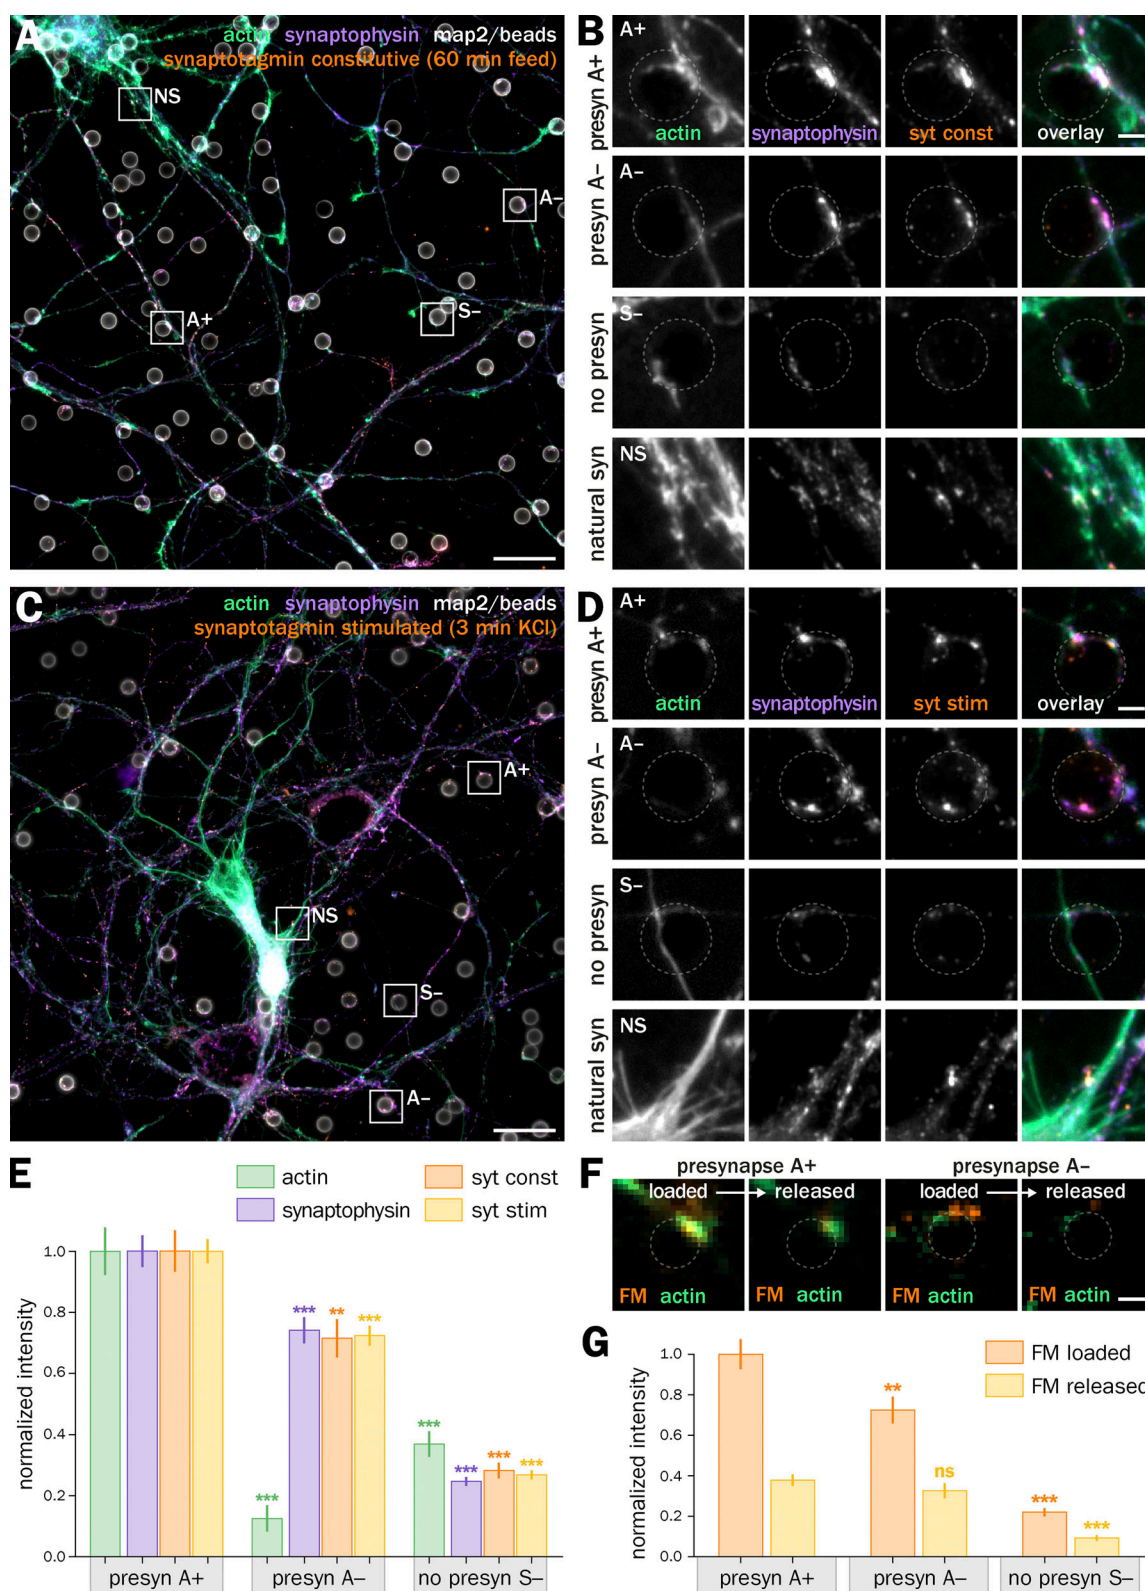 A
actin synaptophysin map2/beads
synaptotagmin constitutive (60 min feed)
NS
A–
S–
A+
B
presyn A+
A+
actin
synaptophysin
syt const
overlay
presyn A–
A–
no presyn
S–
natural syn
NS
C
actin synaptophysin map2/beads
synaptotagmin stimulated (3 min KCl)
A+
NS
S–
A–
D
presyn A+
A+
actin
synaptophysin
syt stim
overlay
presyn A–
A–
no presyn
S–
natural syn
NS
E
actin
synaptophysin
syt const
syt stim
normalized intensity
1.0
0.8
0.6
0.4
0.2
0.0
***
***
**
***
***
***
***
***
presyn A+
presyn A–
no presyn S–
F
presynapse A+
presynapse A–
loaded → released
loaded → released
FM actin
FM actin
FM actin
FM actin
G
FM loaded
FM released
normalized intensity
1.0
0.8
0.6
0.4
0.2
0.0
**
ns
***
***
presyn A+
presyn A–
no presyn S–